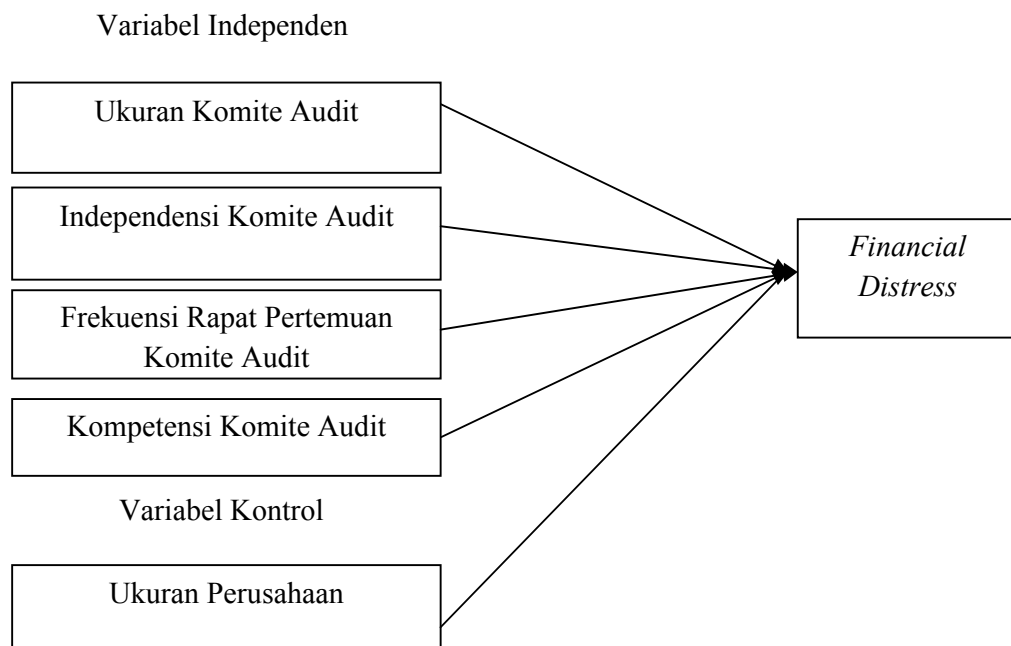 Variabel Independen
Ukuran Komite Audit
Independensi Komite Audit
Frekuensi Rapat Pertemuan
Komite Audit
Kompetensi Komite Audit
Variabel Kontrol
Ukuran Perusahaan
Financial
Distress